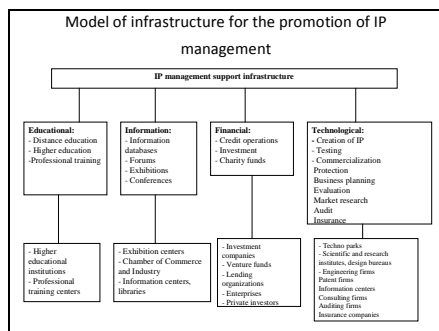 Model of infrastructure for the promotion of IP
management
IP management support infrastructure
Educational:
- Distance education
- Higher education
-Professional training
Information:
- Information
databases
- Forums
- Exhibitions
- Conferences
Financial:
- Credit operations
- Investment
- Charity funds
Technological:
- Creation of IP
- Testing
- Commercialization
Protection
Business planning
Evaluation
Market research
Audit
Insurance
- Higher
educational
institutions
- Professional
training centers
- Exhibition centers
- Chamber of Commerce
and Industry
- Information centers,
libraries
- Investment
companies
- Venture funds
- Lending
organizations
- Enterprises
- Private investors
- Techno parks
- Scientific and research
institutes, design bureaus
- Engineering firms
Patent firms
Information centers
Consulting firms
Auditing firms
Insurance companies